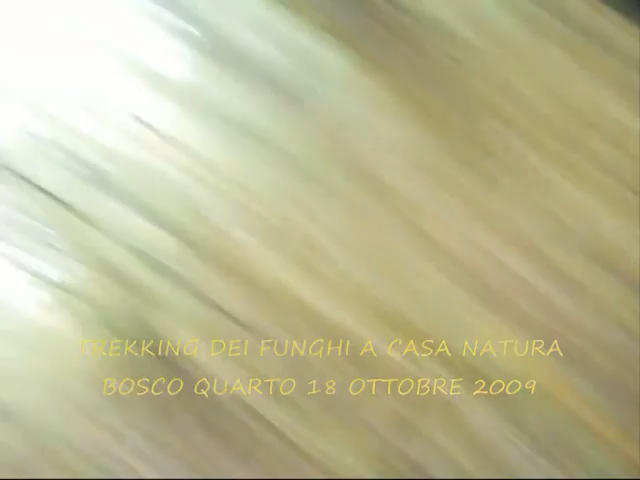 TREKKING DEI FUNGHI A CASA NATURA
BOSCO QUARTO 18 OTTOBRE 2009